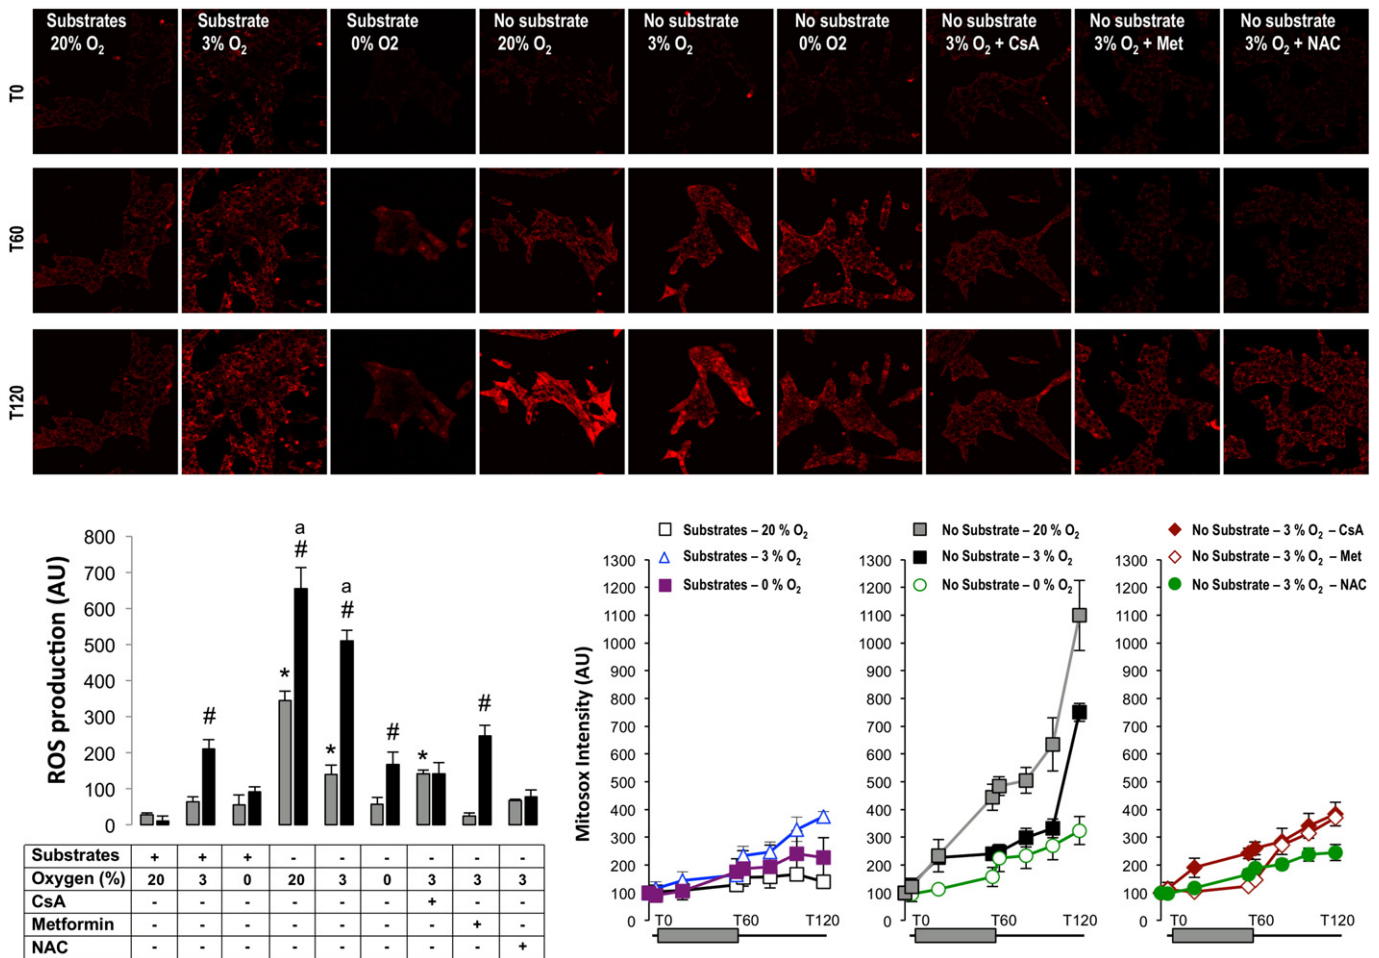 Substrates 20% O₂
Substrate 3% O₂
Substrate 0% O2
No substrate 20% O₂
No substrate 3% O₂
No substrate 0% O2
No substrate 3% O₂ + CsA
No substrate 3% O₂ + Met
No substrate 3% O₂ + NAC
T0
T60
T120
ROS production (AU)
800
700
600
500
400
300
200
100
0
#
*
a
#
*
a
#
#
*
#
Substrates + + + - - - - - -
Oxygen (%) 20 3 0 20 3 0 3 3 3
CsA - - - - - - + - -
Metformin - - - - - - - + -
NAC - - - - - - - - +
Mitosox Intensity (AU)
Substrates – 20 % O₂
Substrates – 3 % O₂
Substrates – 0 % O₂
1300
1200
1100
1000
900
800
700
600
500
400
300
200
100
0
T0 T60 T120
No Substrate – 20 % O₂
No Substrate – 3 % O₂
No Substrate – 0 % O₂
1300
1200
1100
1000
900
800
700
600
500
400
300
200
100
0
T0 T60 T120
No Substrate – 3 % O₂ – CsA
No Substrate – 3 % O₂ – Met
No Substrate – 3 % O₂ – NAC
1300
1200
1100
1000
900
800
700
600
500
400
300
200
100
0
T0 T60 T120